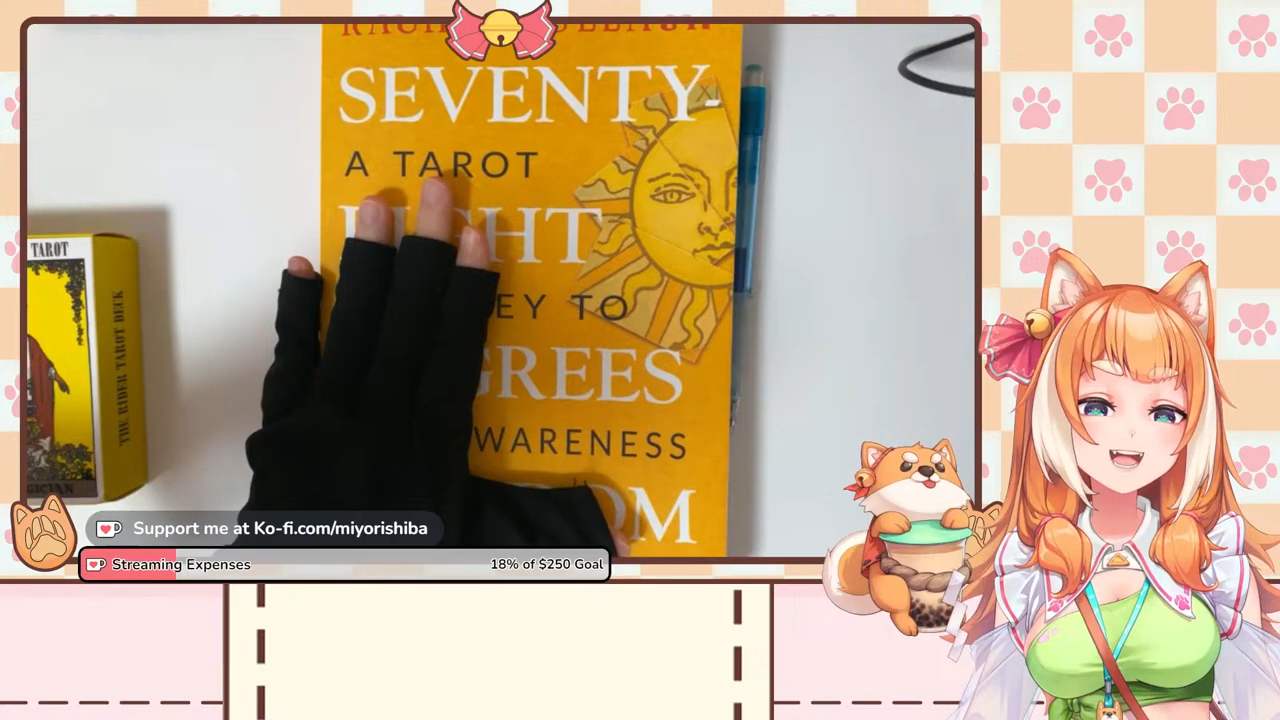 SEVENTY-
A TAROT
EIGHT
EY TO
GREES
WARENESS
OM
TAROT
THE RIDER TAROT DECK
Support me at Ko-fi.com/miyorishiba
Streaming Expenses
18% of $250 Goal